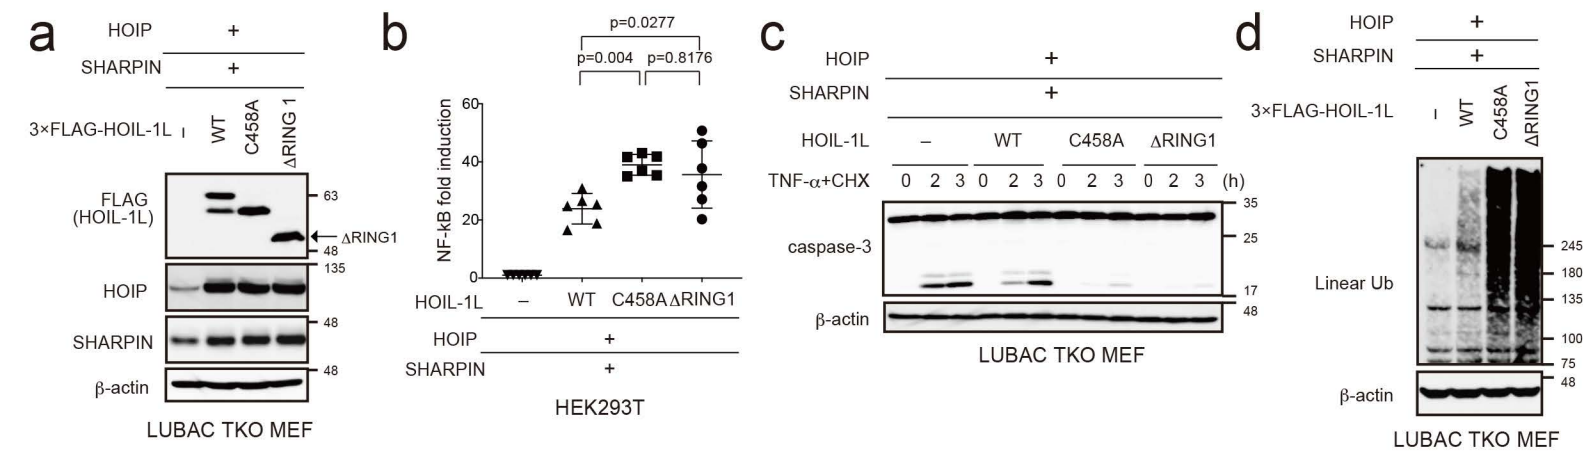 a
HOIP +
SHARPIN +
3×FLAG-HOIL-1L – WT C458A ΔRING 1
FLAG
(HOIL-1L)
63
ΔRING1
48
HOIP
135
SHARPIN
48
β-actin
48
LUBAC TKO MEF
b
p=0.0277
p=0.004 p=0.8176
NF-kB fold induction
60
40
20
0
HOIL-1L – WT C458A ΔRING1
HOIP +
SHARPIN +
HEK293T
c
HOIP +
SHARPIN +
HOIL-1L – WT C458A ΔRING1
TNF-α+CHX 0 2 3 0 2 3 0 2 3 0 2 3 (h)
caspase-3
35
25
17
β-actin
48
LUBAC TKO MEF
d
HOIP +
SHARPIN +
3×FLAG-HOIL-1L – WT C458A ΔRING1
Linear Ub
245
180
135
100
75
β-actin
48
LUBAC TKO MEF